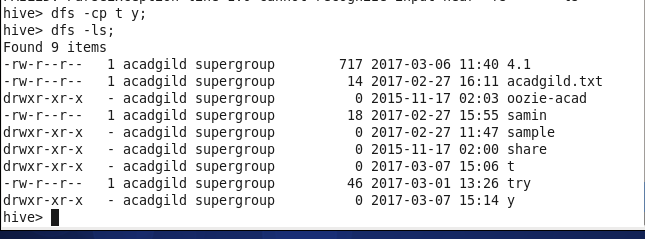 hive> dfs -cp t y;
hive> dfs -ls;
Found 9 items
-rw-r--r--   1 acadgild supergroup        717 2017-03-06 11:40 4.1
-rw-r--r--   1 acadgild supergroup         14 2017-02-27 16:11 acadgild.txt
drwxr-xr-x   - acadgild supergroup          0 2015-11-17 02:03 oozie-acad
-rw-r--r--   1 acadgild supergroup         18 2017-02-27 15:55 samin
drwxr-xr-x   - acadgild supergroup          0 2017-02-27 11:47 sample
drwxr-xr-x   - acadgild supergroup          0 2015-11-17 02:00 share
drwxr-xr-x   - acadgild supergroup          0 2017-03-07 15:06 t
-rw-r--r--   1 acadgild supergroup         46 2017-03-01 13:26 try
drwxr-xr-x   - acadgild supergroup          0 2017-03-07 15:14 y
hive>